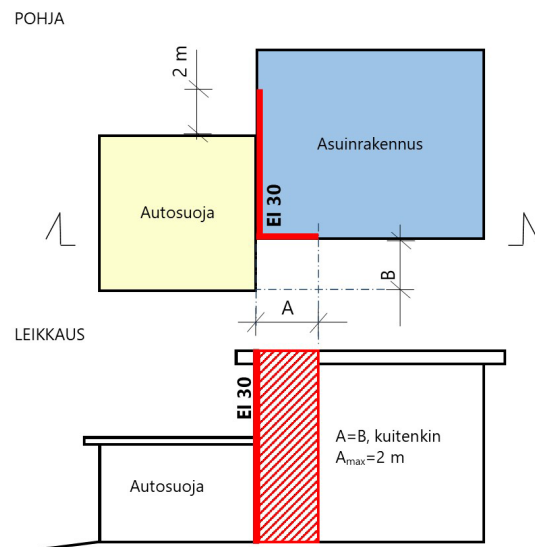 POHJA
2 m
Asuinrakennus
Autosuoja
EI 30
B
A
LEIKKAUS
EI 30
A=B, kuitenkin
Amax=2 m
Autosuoja